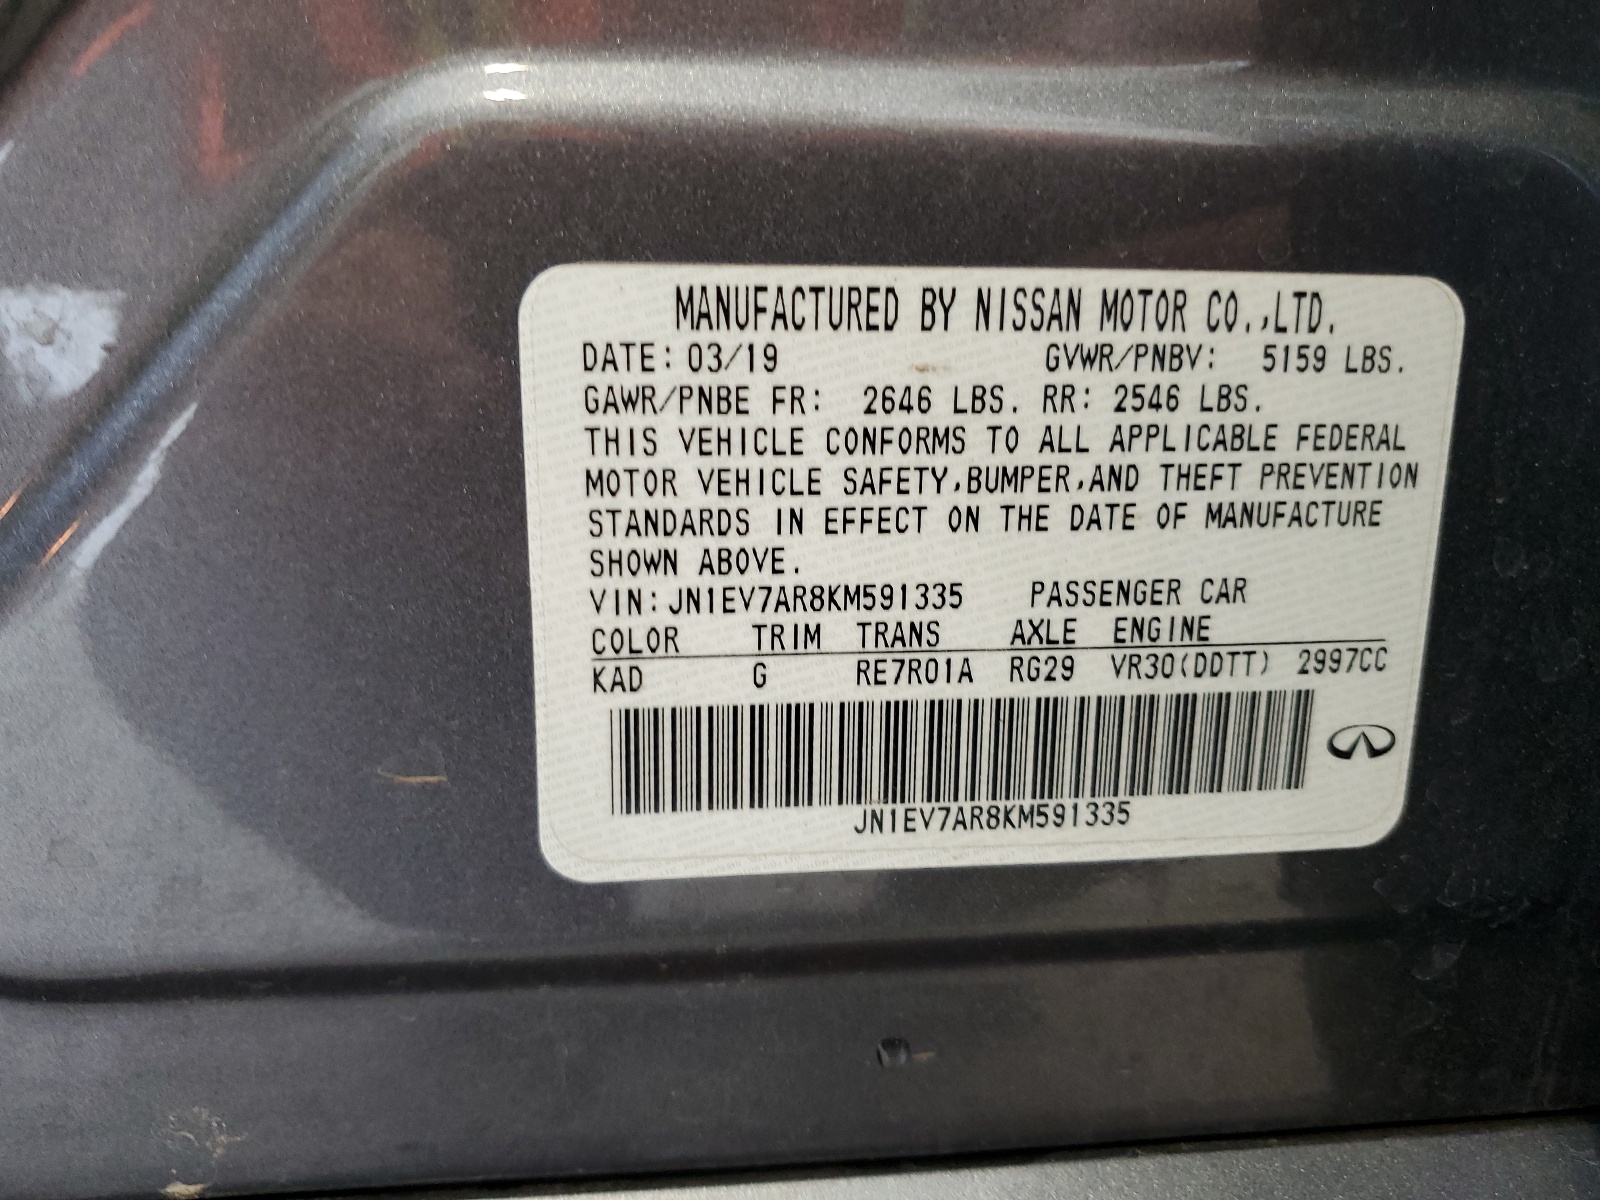 MANUFACTURED BY NISSAN MOTOR CO.,LTD.
DATE: 03/19 GVWR/PNBV: 5159 LBS.
GAWR/PNBE FR: 2646 LBS. RR: 2546 LBS.
THIS VEHICLE CONFORMS TO ALL APPLICABLE FEDERAL
MOTOR VEHICLE SAFETY,BUMPER,AND THEFT PREVENTION
STANDARDS IN EFFECT ON THE DATE OF MANUFACTURE
SHOWN ABOVE.
VIN: JN1EV7AR8KM591335 PASSENGER CAR
COLOR TRIM TRANS AXLE ENGINE
KAD G RE7R01A RG29 VR30(DDTT) 2997CC
JN1EV7AR8KM591335